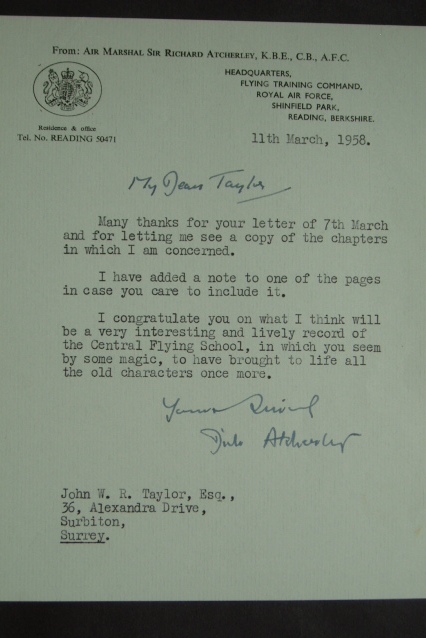 From: AIR MARSHAL SIR RICHARD ATCHERLEY, K.B.E., C.B., A.F.C.
HEADQUARTERS,
FLYING TRAINING COMMAND,
ROYAL AIR FORCE,
SHINFIELD PARK,
READING, BERKSHIRE.
Residence & office
Tel. No. READING 50471
11th March, 1958.
My Dear Taylor
Many thanks for your letter of 7th March
and for letting me see a copy of the chapters
in which I am concerned.
I have added a note to one of the pages
in case you care to include it.
I congratulate you on what I think will
be a very interesting and lively record of
the Central Flying School, in which you seem
by some magic, to have brought to life all
the old characters once more.
Yours
Atcherley
John W. R. Taylor, Esq.,
36, Alexandra Drive,
Surbiton,
Surrey.